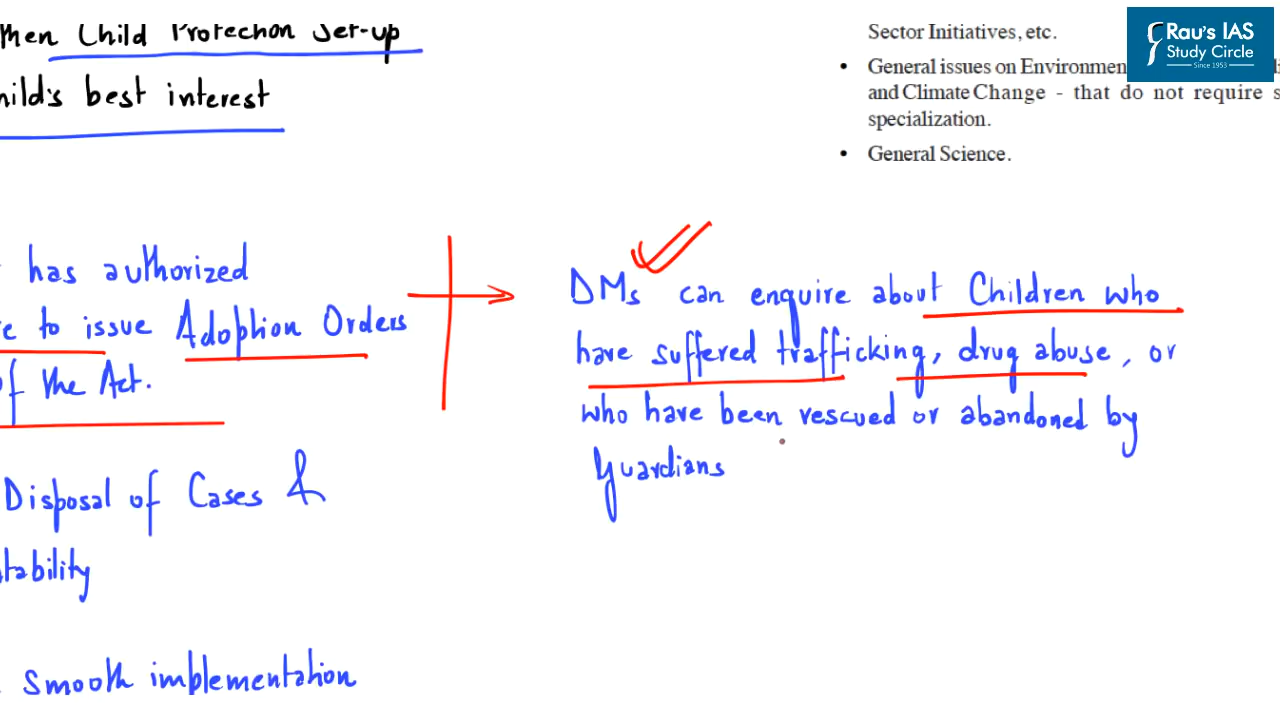 then Child Protection Set-up
child's best interest
has authorized
to issue Adoption Orders
of the Act.
Disposal of Cases &
tability
smooth implementation
DMs can enquire about Children who
have suffered trafficking, drug abuse, or
who have been rescued or abandoned by
guardians
Sector Initiatives, etc.
• General issues on Environmen
and Climate Change - that do not require s
specialization.
• General Science.
Rau's IAS
Study Circle
Since 1953